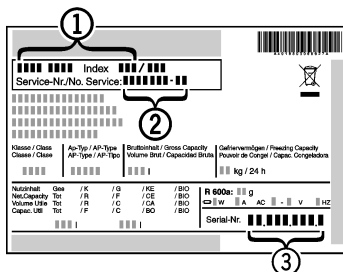 1
Index /
Service-Nr./No. Service: -
2
Klasse / Class
Classe / Clase
Ap-Typ / AP-Type
AP-Type / AP-Tipo
Bruttoinhalt / Gross Capacity
Volume Brut / Capacidad Bruta
Gefriervermögen / Freezing Capacity
Pouvoir de Congel / Capac. Congeladora
l
kg / 24 h
Nutzinhalt Ges / K / G / KE / BIO
Net.Capacity Tot / R / F / CE / BIO
Volume Utile Tot / R / C / CA / BIO
Capac. Util Tot / F / C / BO / BIO
l l
R 600a: g
W A AC - V HZ
Serial-Nr. . . .
3